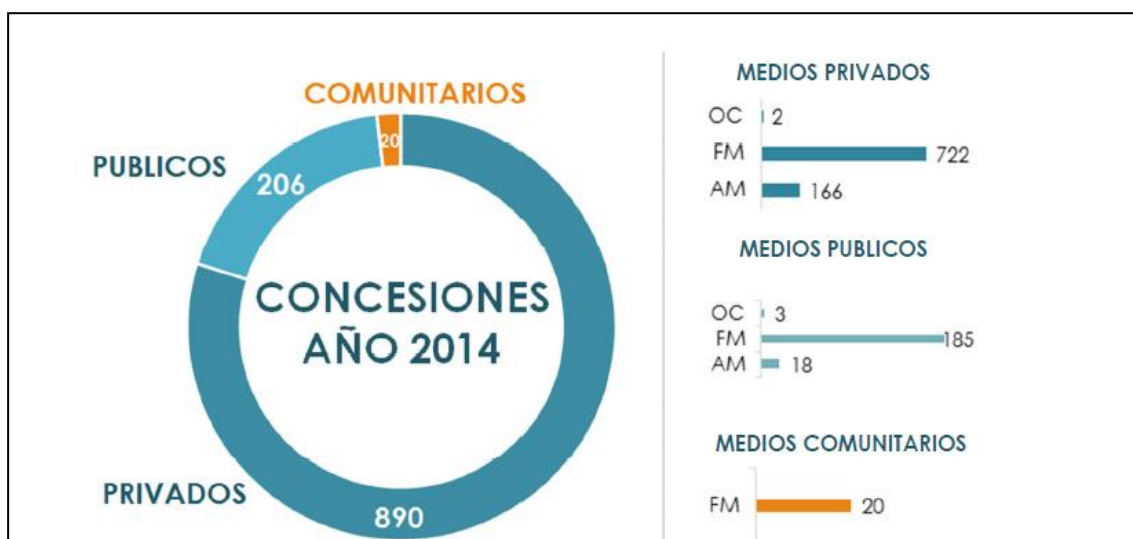 COMUNITARIOS
20
PUBLICOS
206
CONCESIONES
AÑO 2014
PRIVADOS
890
MEDIOS PRIVADOS
OC 2
FM 722
AM 166
MEDIOS PUBLICOS
OC 3
FM 185
AM 18
MEDIOS COMUNITARIOS
FM 20